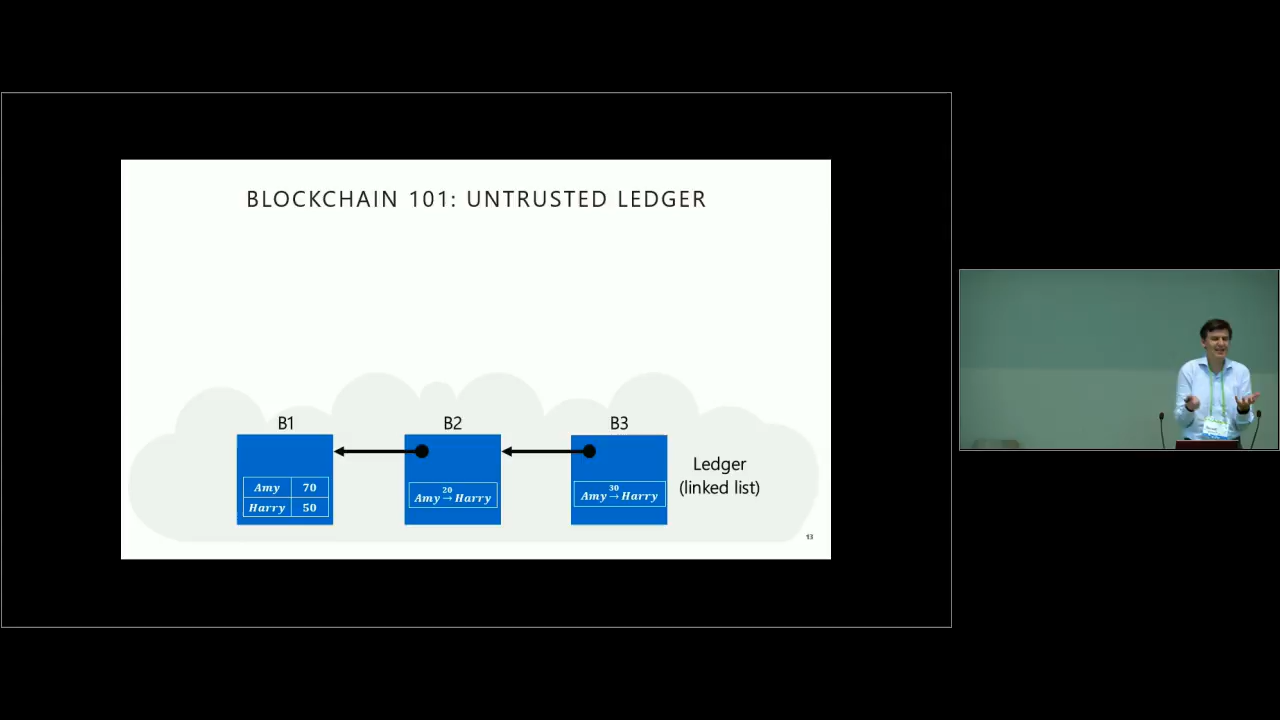 BLOCKCHAIN 101: UNTRUSTED LEDGER
B1
B2
B3
Amy 70
Harry 50
20
Amy → Harry
30
Amy → Harry
Ledger
(linked list)
13